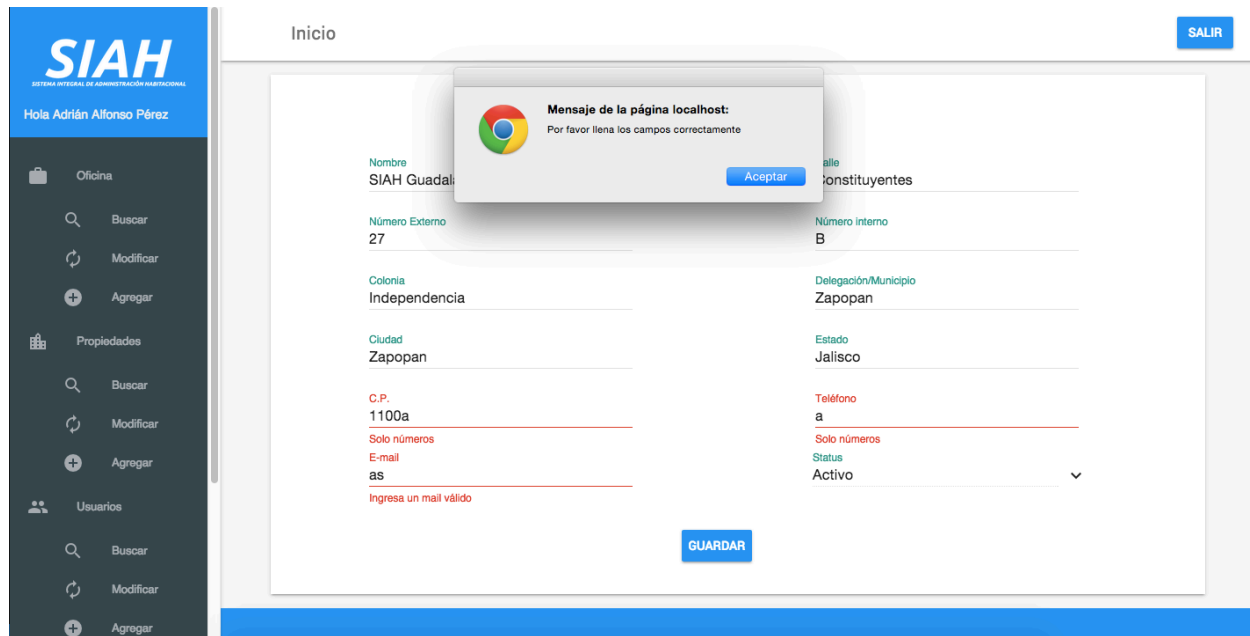 SIAH
SISTEMA INTEGRAL DE ADMINISTRACIÓN HABITACIONAL
Hola Adrián Alfonso Pérez
Oficina
Buscar
Modificar
Agregar
Propiedades
Buscar
Modificar
Agregar
Usuarios
Buscar
Modificar
Agregar
Inicio
SALIR
Mensaje de la página localhost:
Por favor llena los campos correctamente
Aceptar
Nombre
SIAH
Constituyentes
Número Externo
27
Número interno
B
Colonia
Independencia
Delegación/Municipio
Zapopan
Ciudad
Zapopan
Estado
Jalisco
C.P.
1100a
Solo números
Teléfono
a
Solo números
E-mail
as
Ingresa un mail válido
Status
Activo
GUARDAR